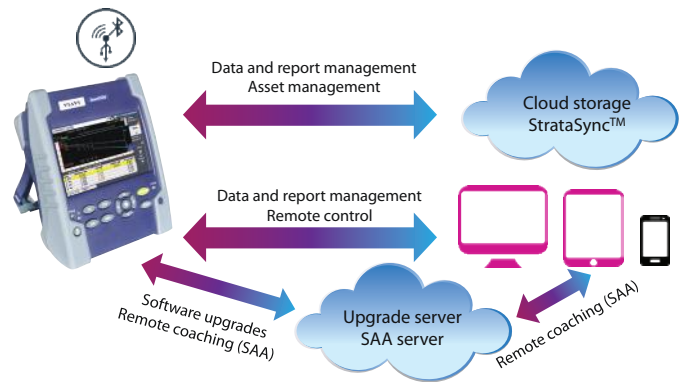 Data and report management
Asset management
Cloud storage
StrataSync™
Data and report management
Remote control
Software upgrades
Remote coaching (SAA)
Upgrade server
SAA server
Remote coaching (SAA)